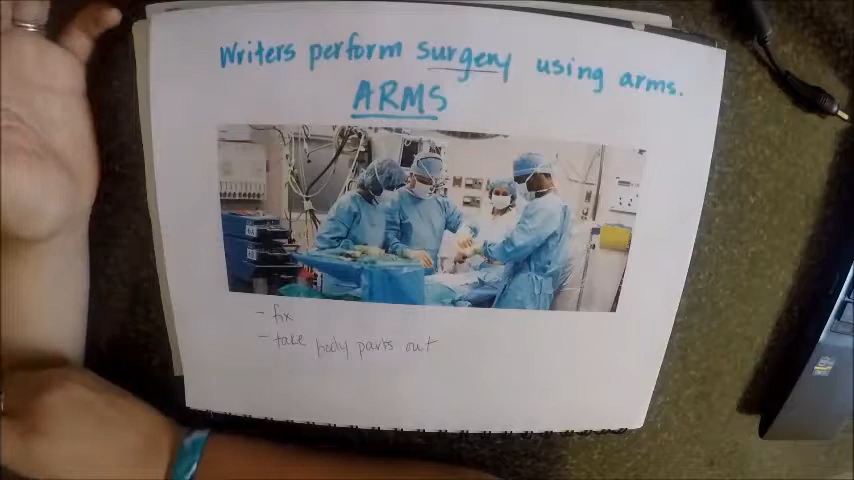 Writers perform surgery using arms.
ARMS
- fix
- take body parts out